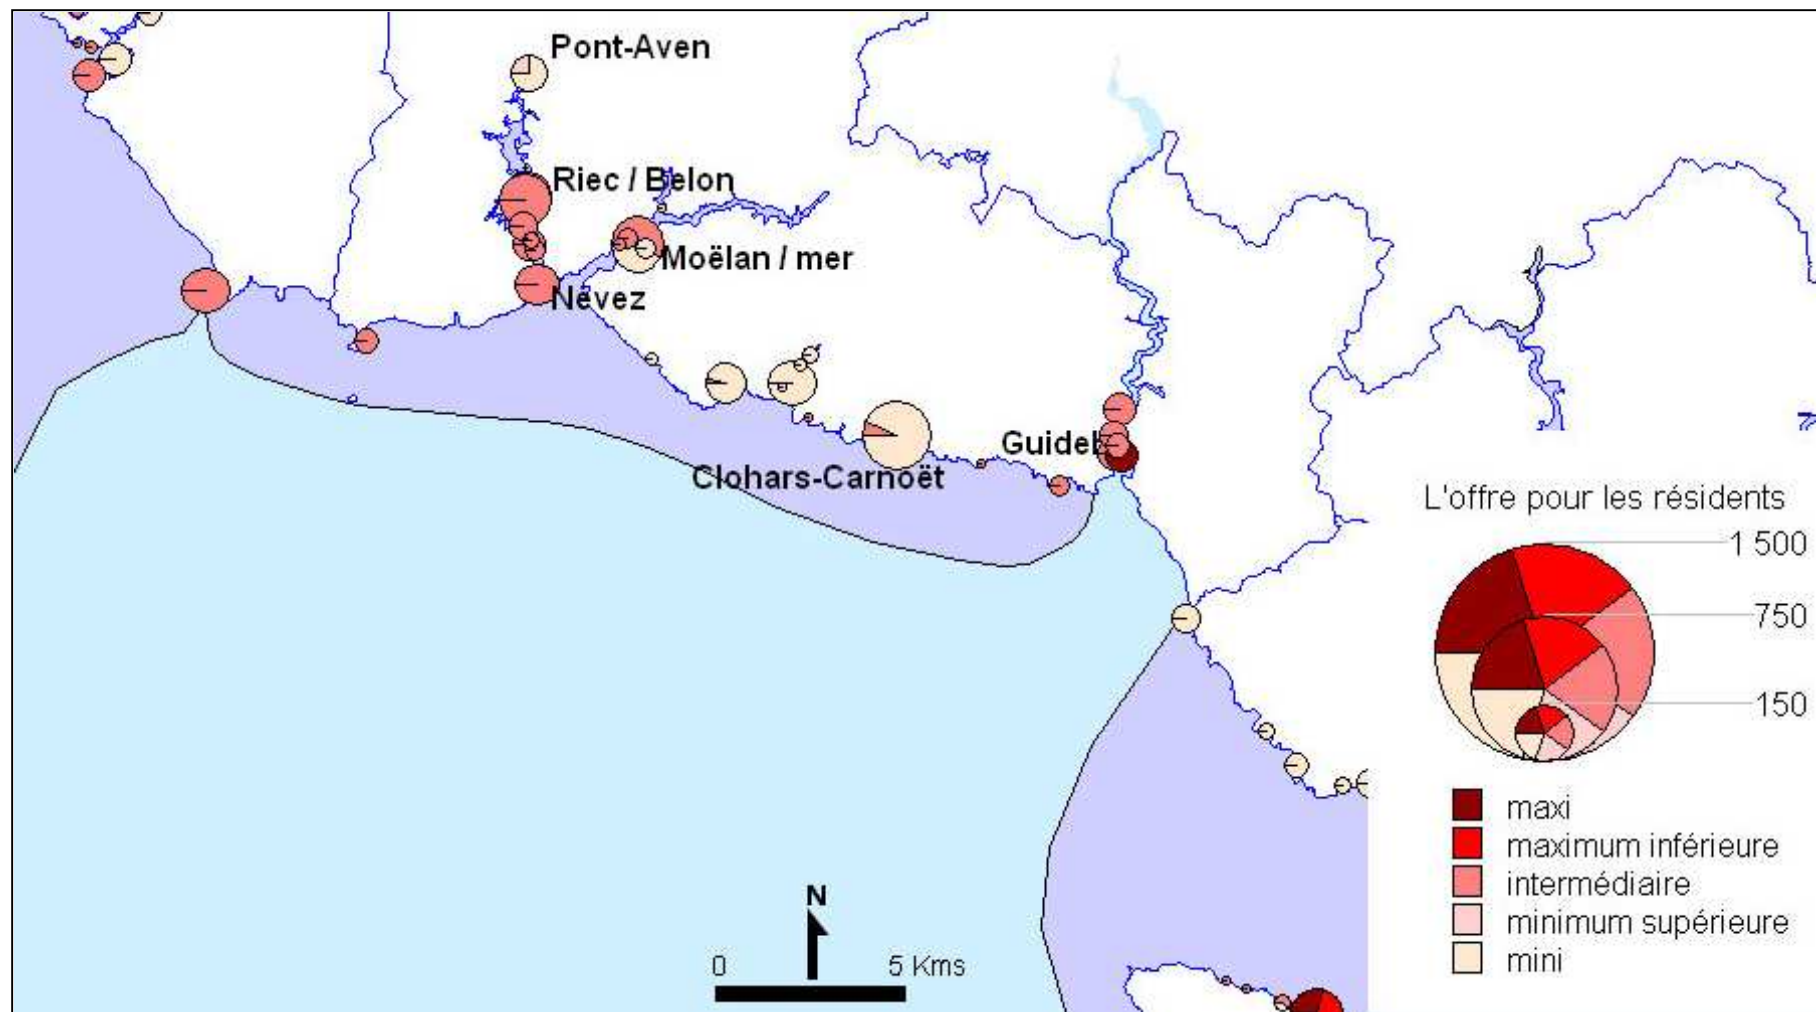 Pont-Aven
Riec / Belon
Moëlan / mer
Névez
Guidel
Clohars-Carnoët
L'offre pour les résidents
1 500
750
150
maxi
maximum inférieure
intermédiaire
minimum supérieure
mini
N
0 5 Kms